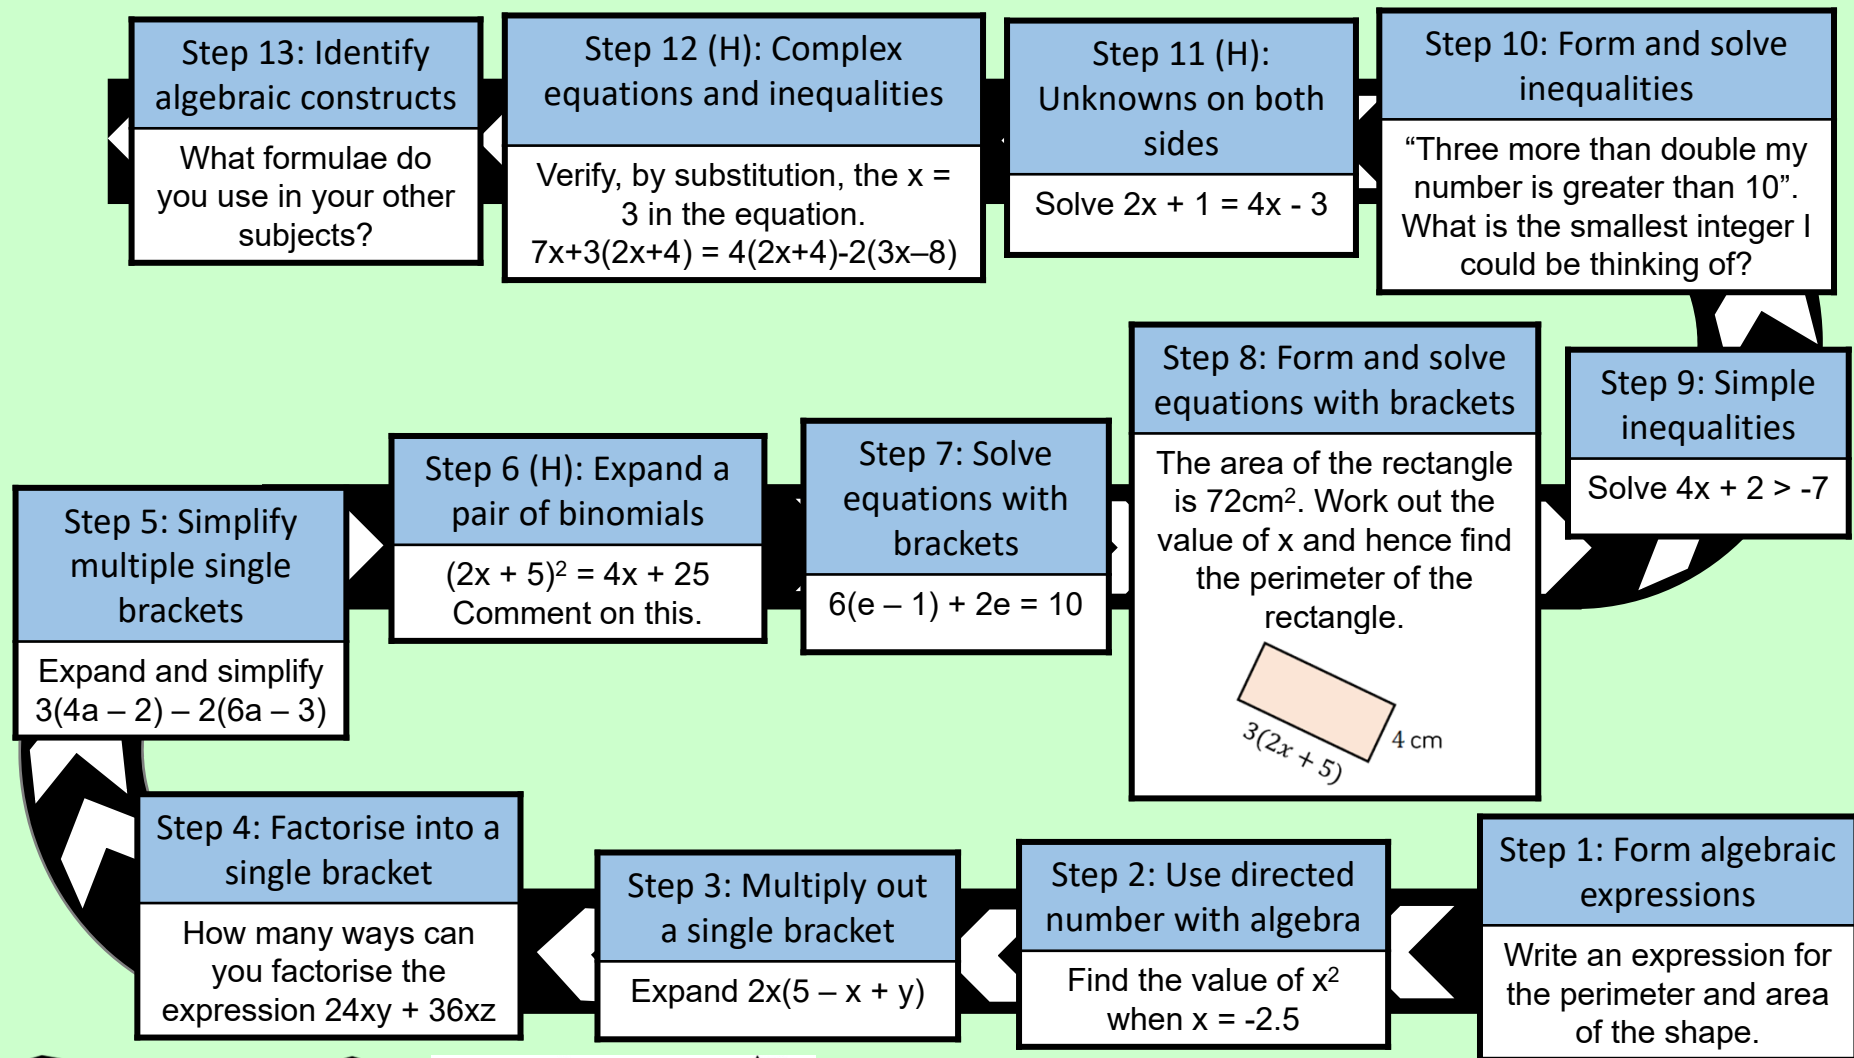 Step 13: Identify
algebraic constructs
What formulae do
you use in your other
subjects?
Step 12 (H): Complex
equations and inequalities
Verify, by substitution, the x =
3 in the equation.
7x+3(2x+4) = 4(2x+4)-2(3x–8)
Step 11 (H):
Unknowns on both
sides
Solve 2x + 1 = 4x - 3
Step 10: Form and solve
inequalities
“Three more than double my
number is greater than 10”.
What is the smallest integer I
could be thinking of?
Step 5: Simplify
multiple single
brackets
Expand and simplify
3(4a – 2) – 2(6a – 3)
Step 6 (H): Expand a
pair of binomials
(2x + 5)² = 4x + 25
Comment on this.
Step 7: Solve
equations with
brackets
6(e – 1) + 2e = 10
Step 8: Form and solve
equations with brackets
The area of the rectangle
is 72cm². Work out the
value of x and hence find
the perimeter of the
rectangle.
3(2x + 5)
4 cm
Step 9: Simple
inequalities
Solve 4x + 2 > -7
Step 4: Factorise into a
single bracket
How many ways can
you factorise the
expression 24xy + 36xz
Step 3: Multiply out
a single bracket
Expand 2x(5 – x + y)
Step 2: Use directed
number with algebra
Find the value of x²
when x = -2.5
Step 1: Form algebraic
expressions
Write an expression for
the perimeter and area
of the shape.